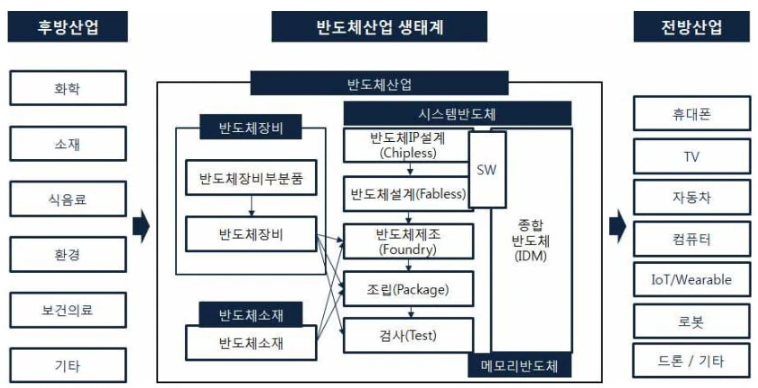 후방산업
반도체산업 생태계
전방산업
화학
소재
식음료
환경
보건의료
기타
반도체산업
반도체장비
반도체장비부분품
반도체장비
반도체소재
반도체소재
시스템반도체
반도체IP설계
(Chipless)
SW
반도체설계(Fabless)
반도체제조
(Foundry)
조립(Package)
검사(Test)
종합
반도체
(IDM)
메모리반도체
휴대폰
TV
자동차
컴퓨터
IoT/Wearable
로봇
드론 / 기타